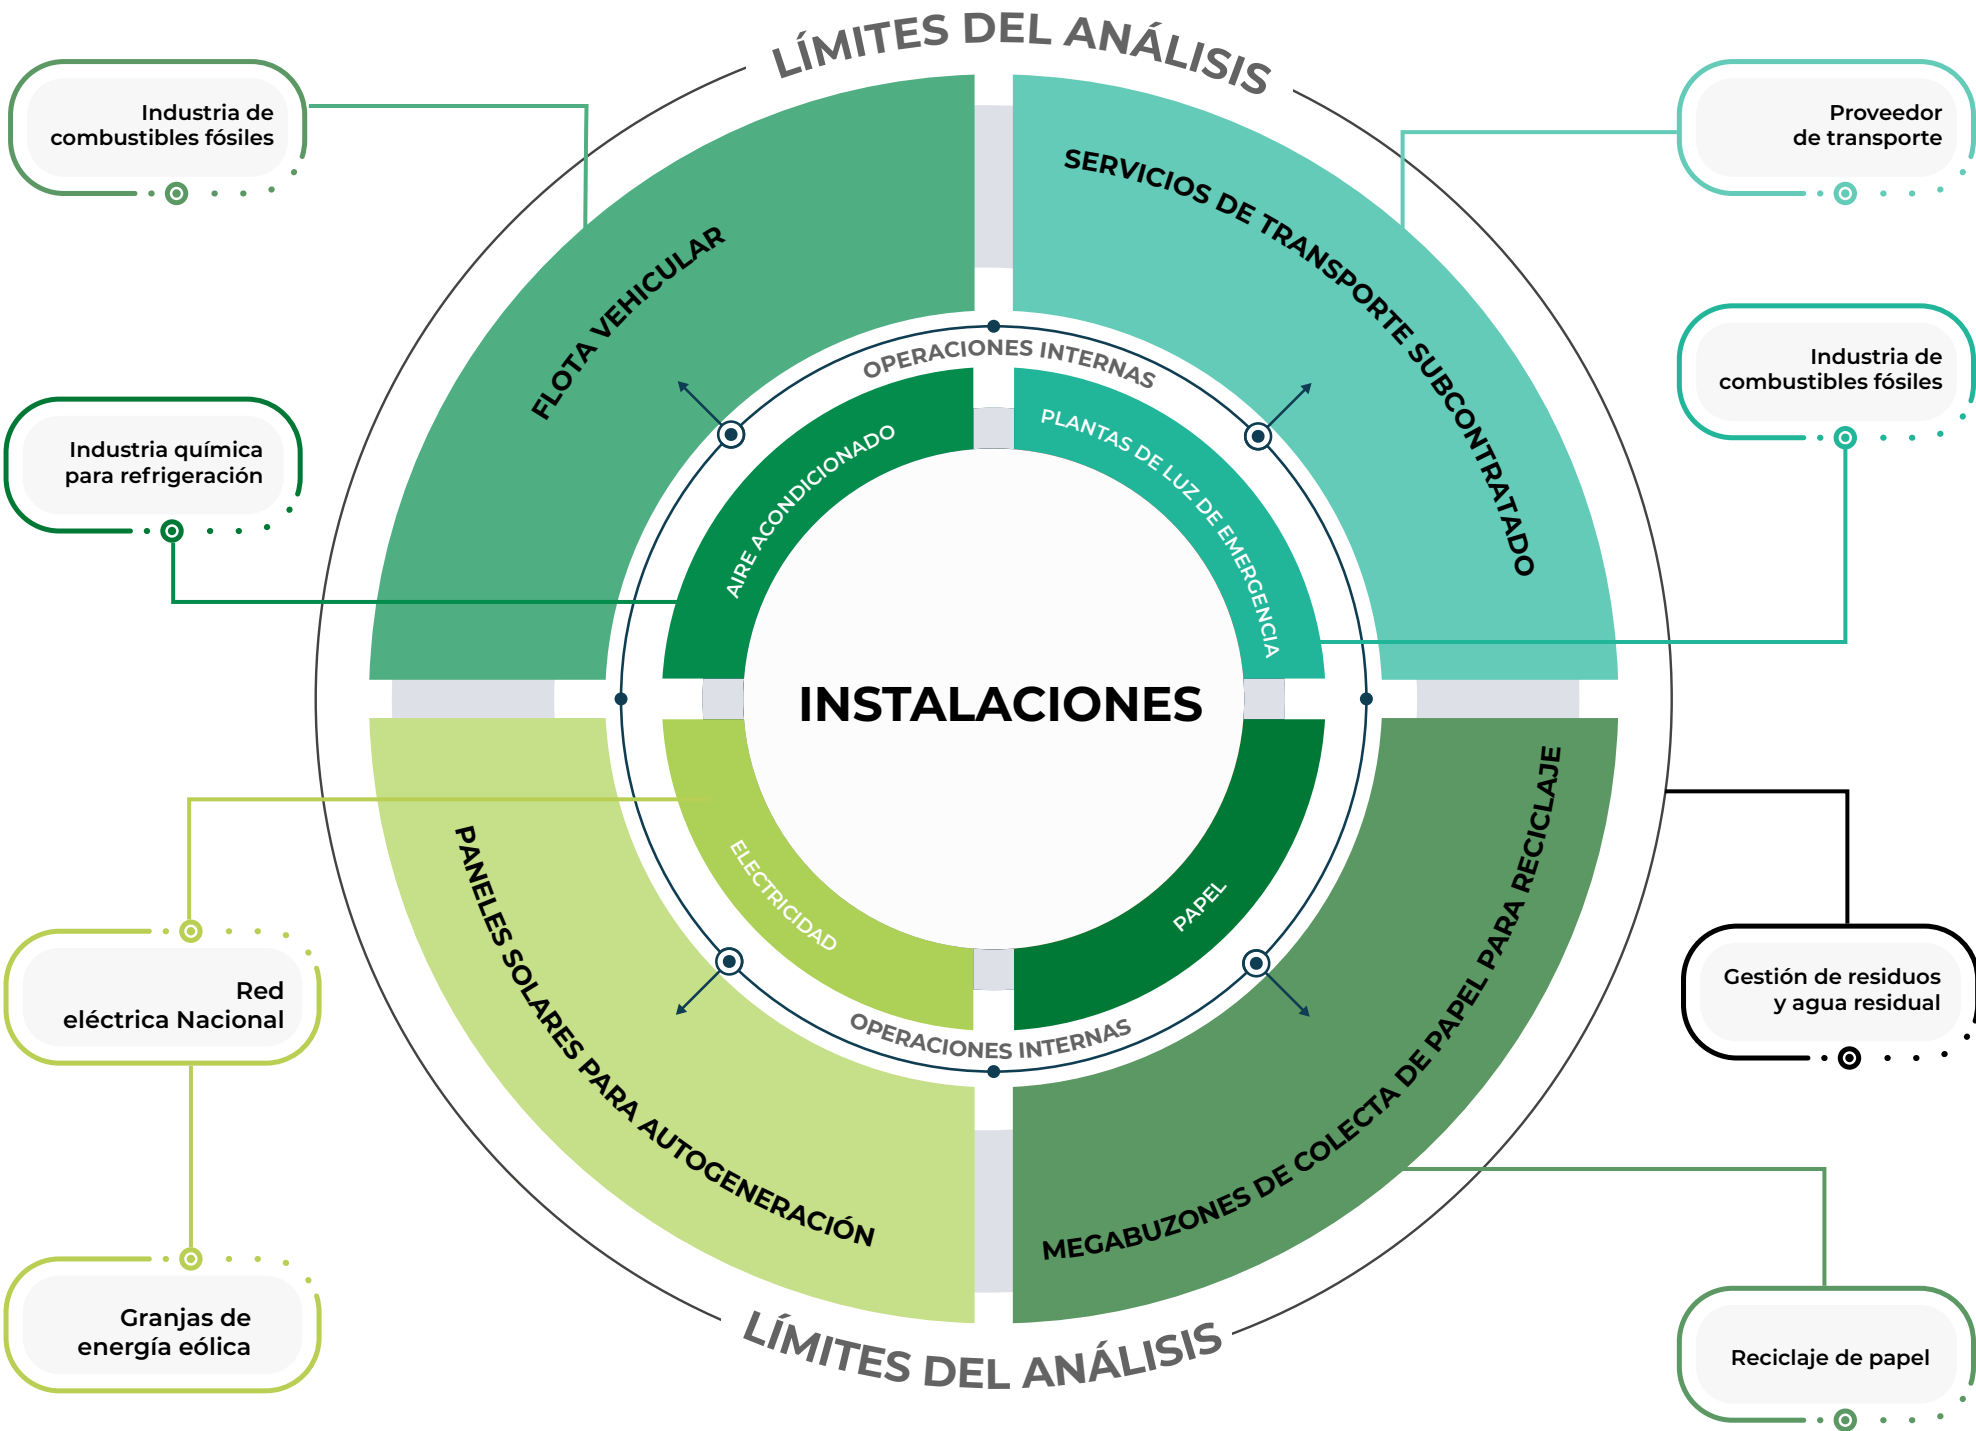 LÍMITES DEL ANÁLISIS
Industria de
combustibles fósiles
Proveedor
de transporte
FLOTA VEHICULAR
SERVICIOS DE TRANSPORTE SUBCONTRATADO
Industria de
combustibles fósiles
OPERACIONES INTERNAS
Industria química
para refrigeración
AIRE ACONDICIONADO
PLANTAS DE LUZ DE EMERGENCIA
INSTALACIONES
ELECTRICIDAD
PAPEL
OPERACIONES INTERNAS
PANELES SOLARES PARA AUTOGENERACIÓN
MEGABUZONES DE COLECTA DE PAPEL PARA RECICLAJE
Red
eléctrica Nacional
Gestión de residuos
y agua residual
Granjas de
energía eólica
Reciclaje de papel
LÍMITES DEL ANÁLISIS